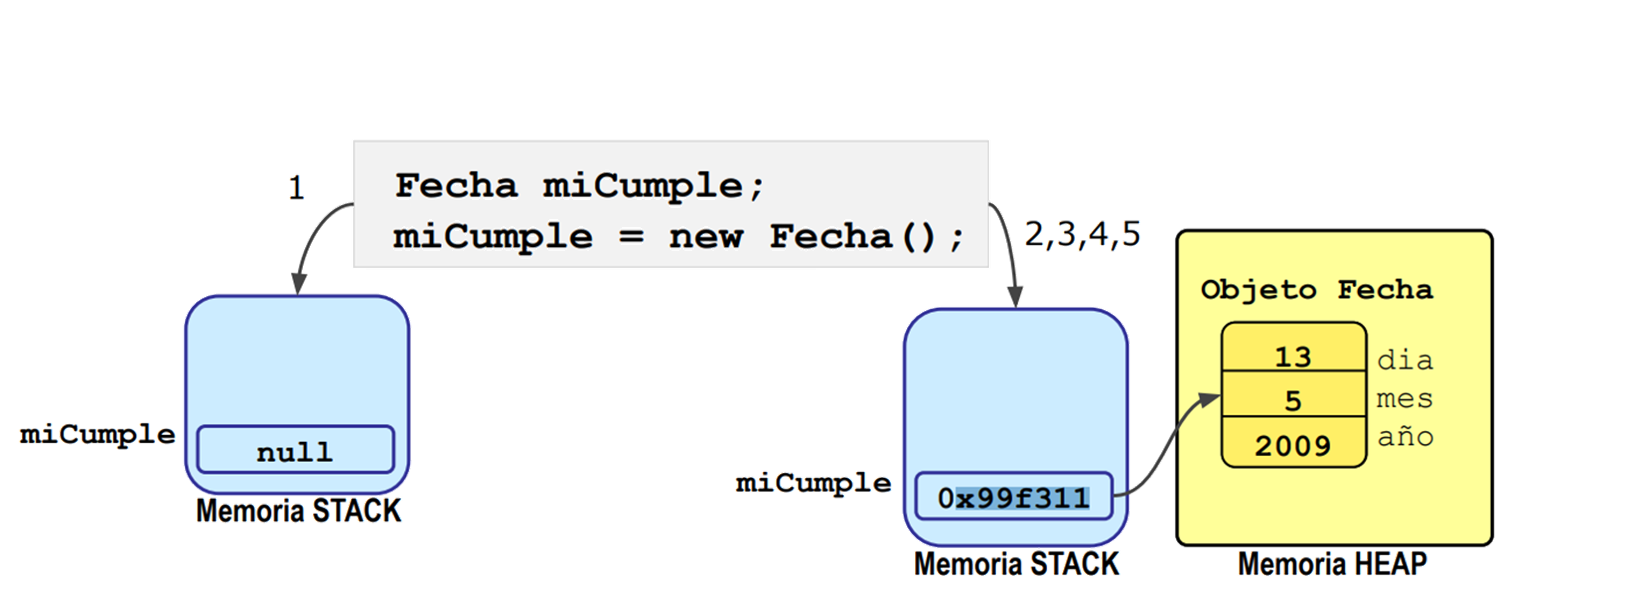 1
Fecha miCumple;
miCumple = new Fecha();
2,3,4,5
miCumple
null
Memoria STACK
miCumple
0x99f311
Memoria STACK
Objeto Fecha
13 dia
5 mes
2009 año
Memoria HEAP